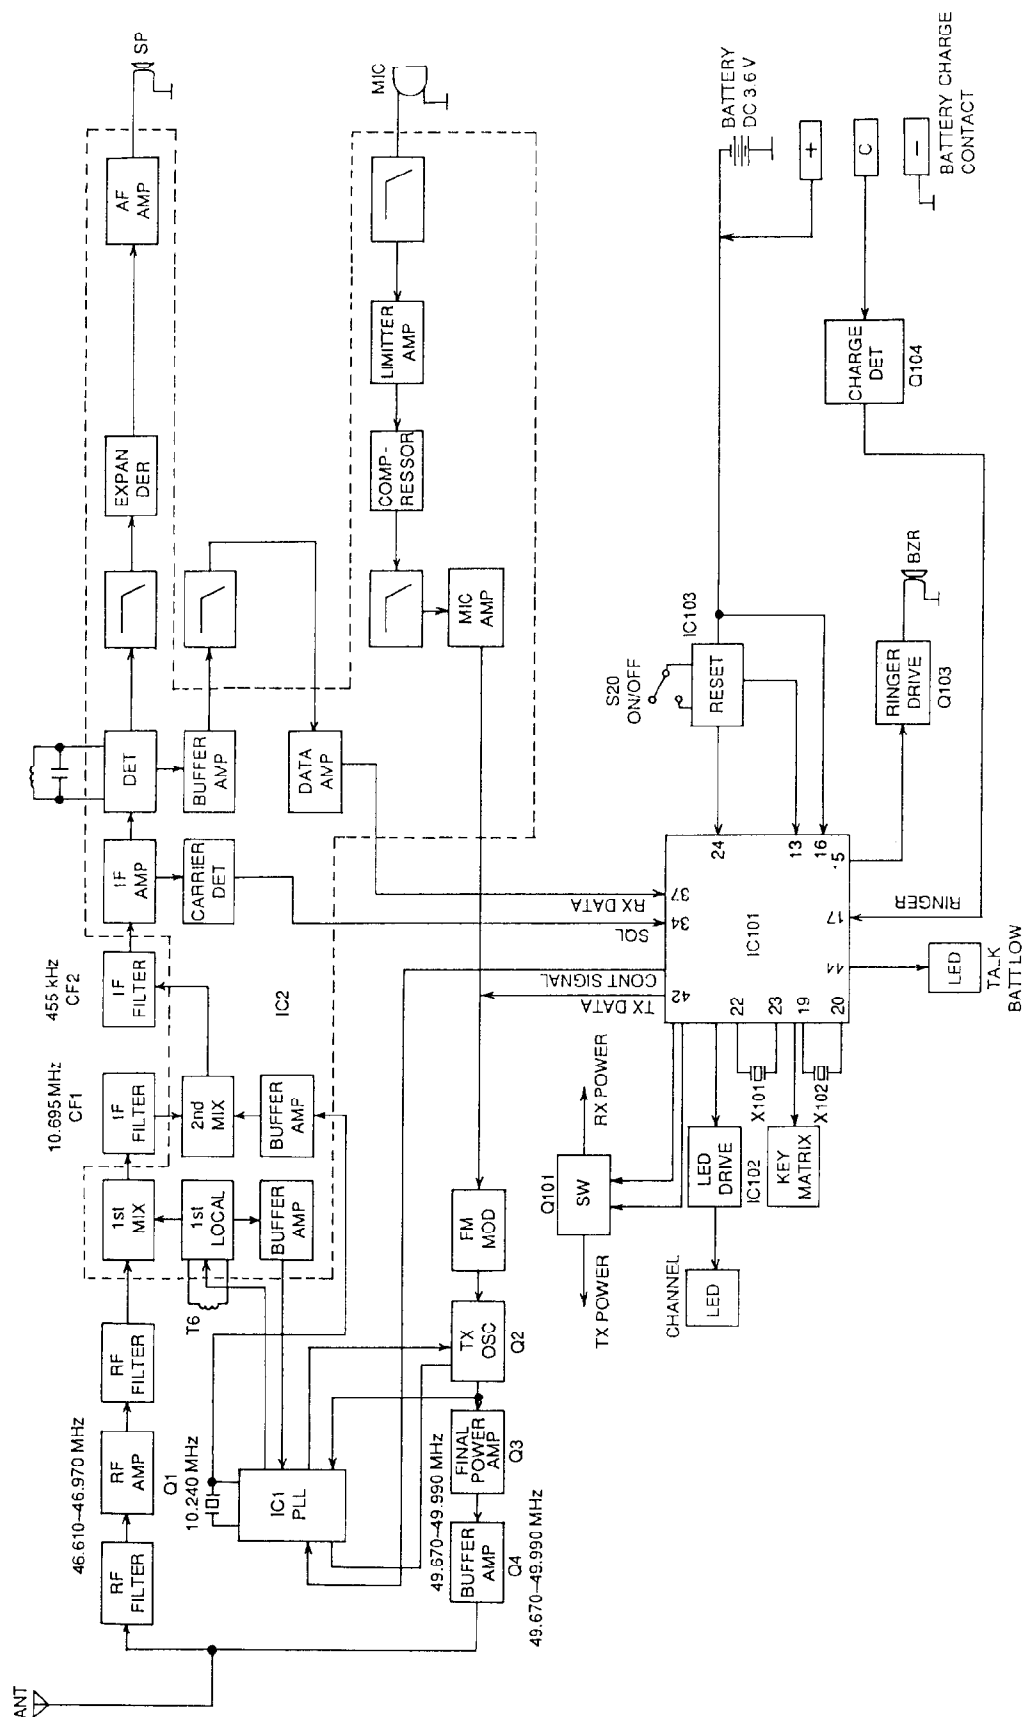 ANT
46.610~46.970 MHz
RF
FILTER
RF
AMP
Q1
RF
FILTER
1st
MIX
10.695 MHz
CF1
IF
FILTER
455 kHz
CF2
IF
FILTER
IF
AMP
DET
EXPAN
DER
AF
AMP
SP
10.240 MHz
T6
1st
LOCAL
2nd
MIX
CARRIER
DET
BUFFER
AMP
BUFFER
AMP
BUFFER
AMP
IC2
DATA
AMP
IC1
PLL
MIC
LIMITTER
AMP
COMP-
RESSOR
MIC
AMP
49.670~49.990 MHz
BUFFER
AMP
Q4
49.670~49.990 MHz
FINAL
POWER
AMP
Q3
TX
OSC
Q2
FM
MOD
TX DATA
CONT SIGNAL
SQL
RX DATA
Q101
SW
TX POWER
RX POWER
42
34
37
IC101
22
23
19
20
44
17
24
13
16
15
X101
X102
CHANNEL
LED
LED
DRIVE
IC102
KEY
MATRIX
LED
TALK
BATT LOW
RINGER
S20
ON/OFF
IC103
RESET
RINGER
DRIVE
Q103
BZR
CHARGE
DET
Q104
BATTERY
DC 3.6 V
+
C
−
BATTERY CHARGE
CONTACT